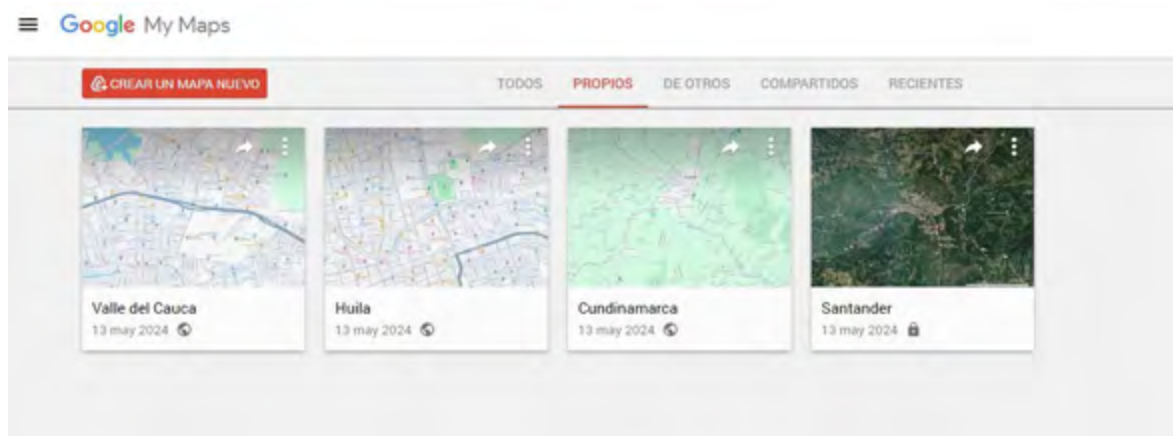 Google My Maps
CREAR UN MAPA NUEVO
TODOS PROPIOS DE OTROS COMPARTIDOS RECIENTES
Valle del Cauca
13 may 2024
Huila
13 may 2024
Cundinamarca
13 may 2024
Santander
13 may 2024